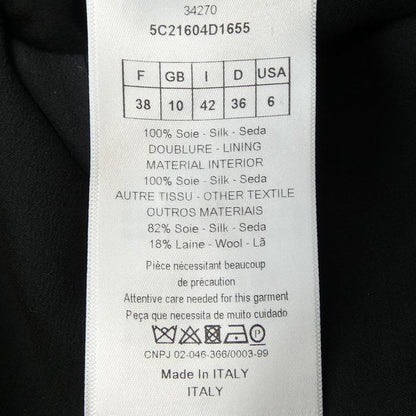 34270
5C21604D1655
F GB I D USA
38 10 42 36 6
100% Soie - Silk - Seda
DOUBLURE - LINING
MATERIAL INTERIOR
100% Soie - Silk - Seda
AUTRE TISSU - OTHER TEXTILE
OUTROS MATERIAIS
82% Soie - Silk - Seda
18% Laine - Wool - Lã
Pièce nécessitant beaucoup
de précaution
Attentive care needed for this garment
Peça que necessita de muito cuidado
P
CNPJ 02-046-366/0003-99
Made In ITALY
ITALY